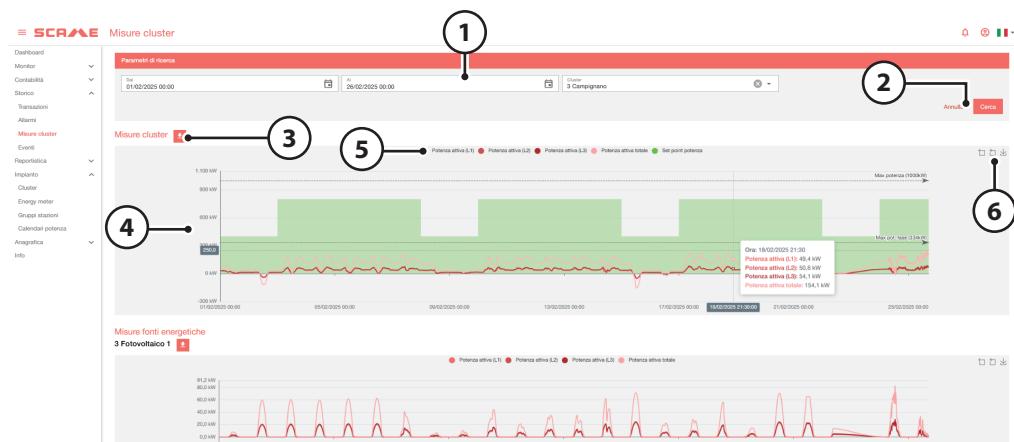 SCAME
Misure cluster
1
Dashboard
Monitor
Contabilità
Storico
Transazioni
Allarmi
Misure cluster
Eventi
Reportistica
Impianto
Cluster
Energy meter
Gruppi stazioni
Calendari potenza
Anagrafica
Info
Parametri di ricerca
Dal
01/02/2025 00:00
Al
26/02/2025 00:00
Cluster
3 Campignano
2
Cerca
Misure cluster
3
5
Potenza attiva (L1) Potenza attiva (L2) Potenza attiva (L3) Potenza attiva totale Set point potenza
6
4
1.100 kW
900 kW
600 kW
250,0
0 kW
-300 kW
Max potenza (1000kW)
Max pot. fase (334kW)
Ora: 18/02/2025 21:30
Potenza attiva (L1): 49,4 kW
Potenza attiva (L2): 50,6 kW
Potenza attiva (L3): 54,1 kW
Potenza attiva totale: 154,1 kW
01/02/2025 00:00 05/02/2025 00:00 09/02/2025 00:00 13/02/2025 00:00 17/02/2025 00:00 18/02/2025 21:30:00 21/02/2025 00:00 25/02/2025 00:00
Misure fonti energetiche
3 Fotovoltaico 1
Potenza attiva (L1) Potenza attiva (L2) Potenza attiva (L3) Potenza attiva totale
91,2 kW
80,0 kW
60,0 kW
40,0 kW
20,0 kW
0,0 kW